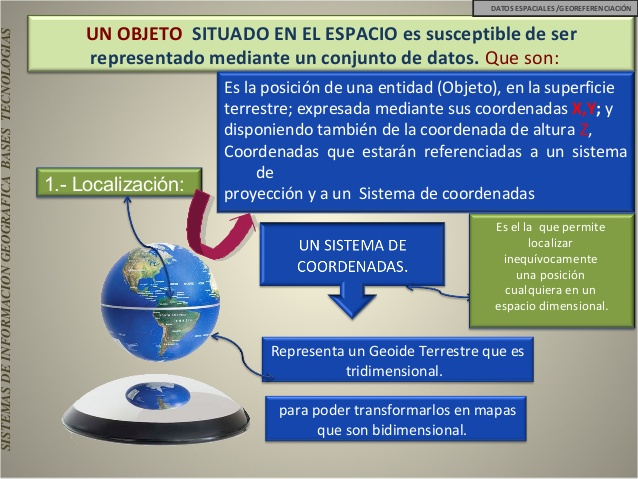 DATOS ESPACIALES /GEOREFERENCIACIÓN
SISTEMAS DE INFORMACION GEOGRAFICA BASES TECNOLOGIAS
UN OBJETO SITUADO EN EL ESPACIO es susceptible de ser
representado mediante un conjunto de datos. Que son:
Es la posición de una entidad (Objeto), en la superficie
terrestre; expresada mediante sus coordenadas X,Y; y
disponiendo también de la coordenada de altura Z,
Coordenadas que estarán referenciadas a un sistema
de
proyección y a un Sistema de coordenadas
1.- Localización:
UN SISTEMA DE
COORDENADAS.
Es el la que permite
localizar
inequívocamente
una posición
cualquiera en un
espacio dimensional.
Representa un Geoide Terrestre que es
tridimensional.
para poder transformarlos en mapas
que son bidimensional.